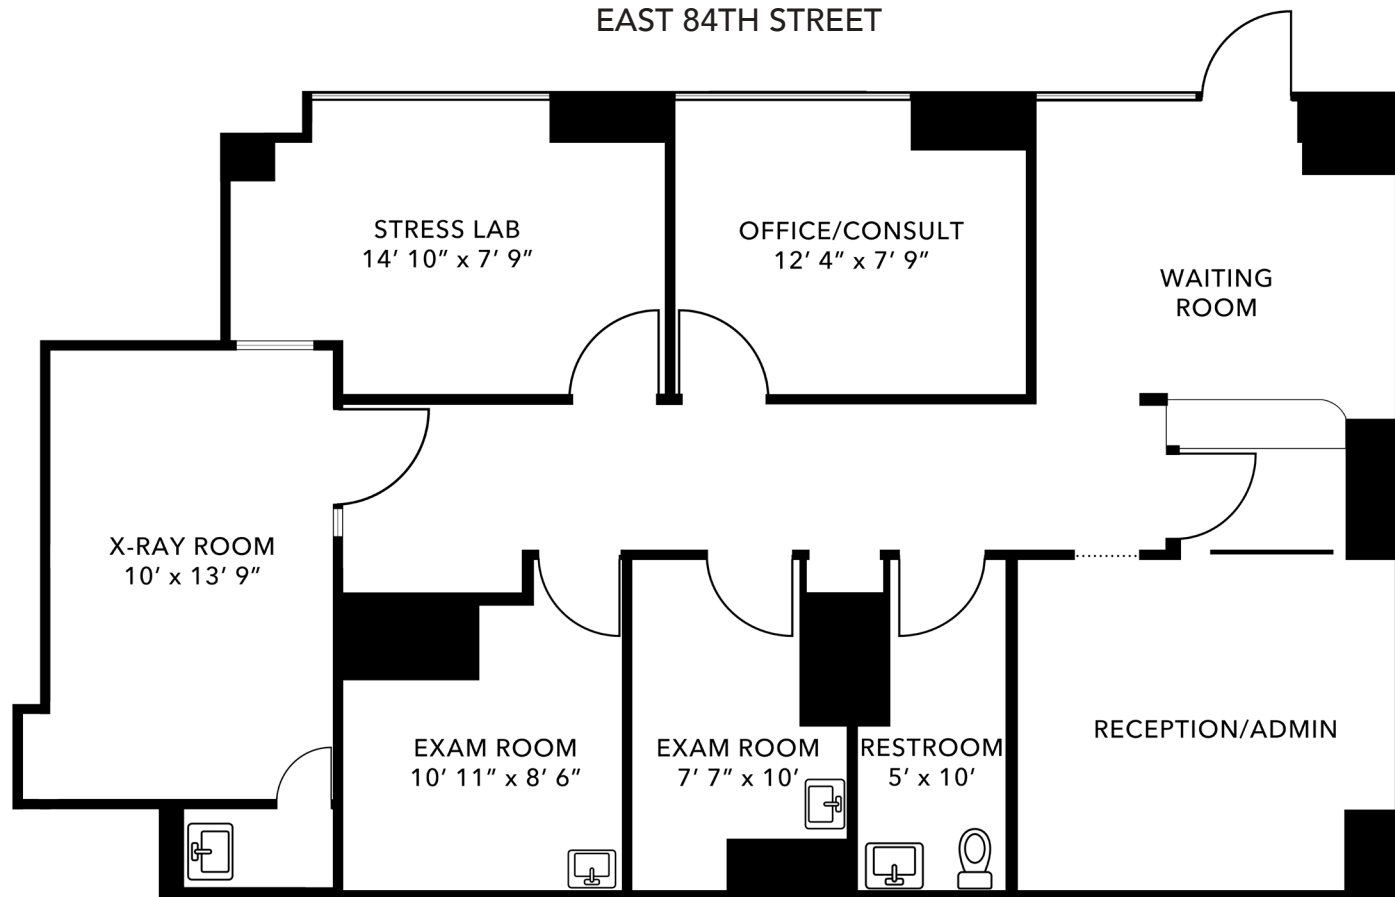 EAST 84TH STREET
STRESS LAB
14’ 10” x 7’ 9”
OFFICE/CONSULT
12’ 4” x 7’ 9”
WAITING
ROOM
X-RAY ROOM
10’ x 13’ 9”
EXAM ROOM
10’ 11” x 8’ 6”
EXAM ROOM
7’ 7” x 10’
RESTROOM
5’ x 10’
RECEPTION/ADMIN